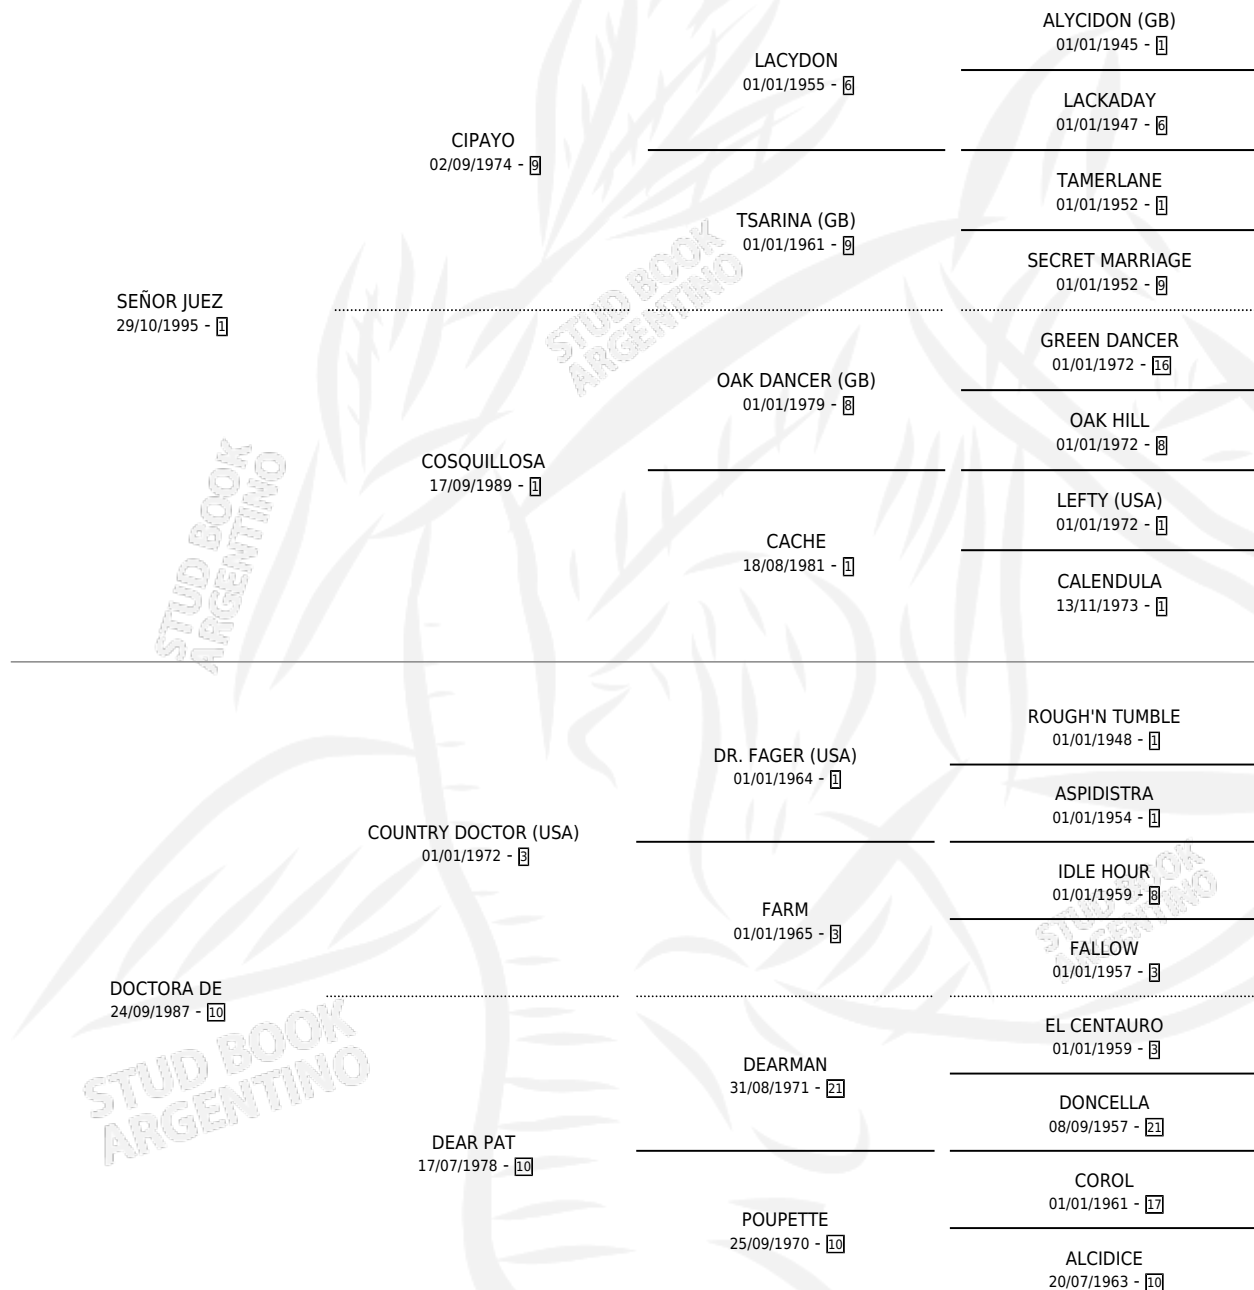 ALYCIDON (GB)
01/01/1945 - 1
LACYDON
01/01/1955 - 6
LACKADAY
01/01/1947 - 6
CIPAYO
02/09/1974 - 9
TAMERLANE
01/01/1952 - 1
TSARINA (GB)
01/01/1961 - 9
SECRET MARRIAGE
01/01/1952 - 9
SEÑOR JUEZ
29/10/1995 - 1
GREEN DANCER
01/01/1972 - 16
OAK DANCER (GB)
01/01/1979 - 8
OAK HILL
01/01/1972 - 8
COSQUILLOSA
17/09/1989 - 1
LEFTY (USA)
01/01/1972 - 1
CACHE
18/08/1981 - 1
CALENDULA
13/11/1973 - 1
ROUGH'N TUMBLE
01/01/1948 - 1
DR. FAGER (USA)
01/01/1964 - 1
ASPIDISTRA
01/01/1954 - 1
COUNTRY DOCTOR (USA)
01/01/1972 - 3
IDLE HOUR
01/01/1959 - 8
FARM
01/01/1965 - 3
FALLOW
01/01/1957 - 3
DOCTORA DE
24/09/1987 - 10
EL CENTAURO
01/01/1959 - 3
DEARMAN
31/08/1971 - 21
DONCELLA
08/09/1957 - 21
DEAR PAT
17/07/1978 - 10
COROL
01/01/1961 - 17
POUPETTE
25/09/1970 - 10
ALCIDICE
20/07/1963 - 10
STUD BOOK
ARGENTINO
STUD BOOK
ARGENTINO
STUD BOOK
ARGENTINO
STUD BOOK
ARGENTINO